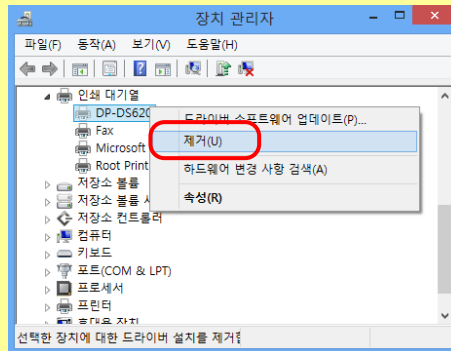 장치 관리자
파일(F) 동작(A) 보기(V) 도움말(H)
인쇄 대기열
DP-DS620
Fax
Microsoft
Root Print
저장소 볼륨
저장소 볼륨
저장소 컨트롤러
컴퓨터
키보드
포트(COM & LPT)
프로세서
프린터
휴대용 장치
드라이버 소프트웨어 업데이트(P)...
제거(U)
하드웨어 변경 사항 검색(A)
속성(R)
선택한 장치에 대한 드라이버 설치를 제거